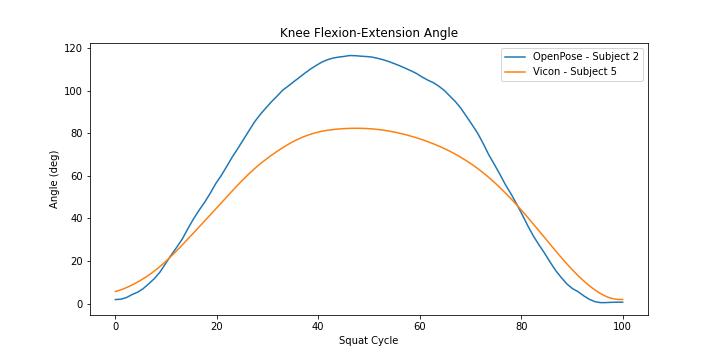 Knee Flexion-Extension Angle
OpenPose - Subject 2
Vicon - Subject 5
Angle (deg)
120
100
80
60
40
20
0
0 20 40 60 80 100
Squat Cycle